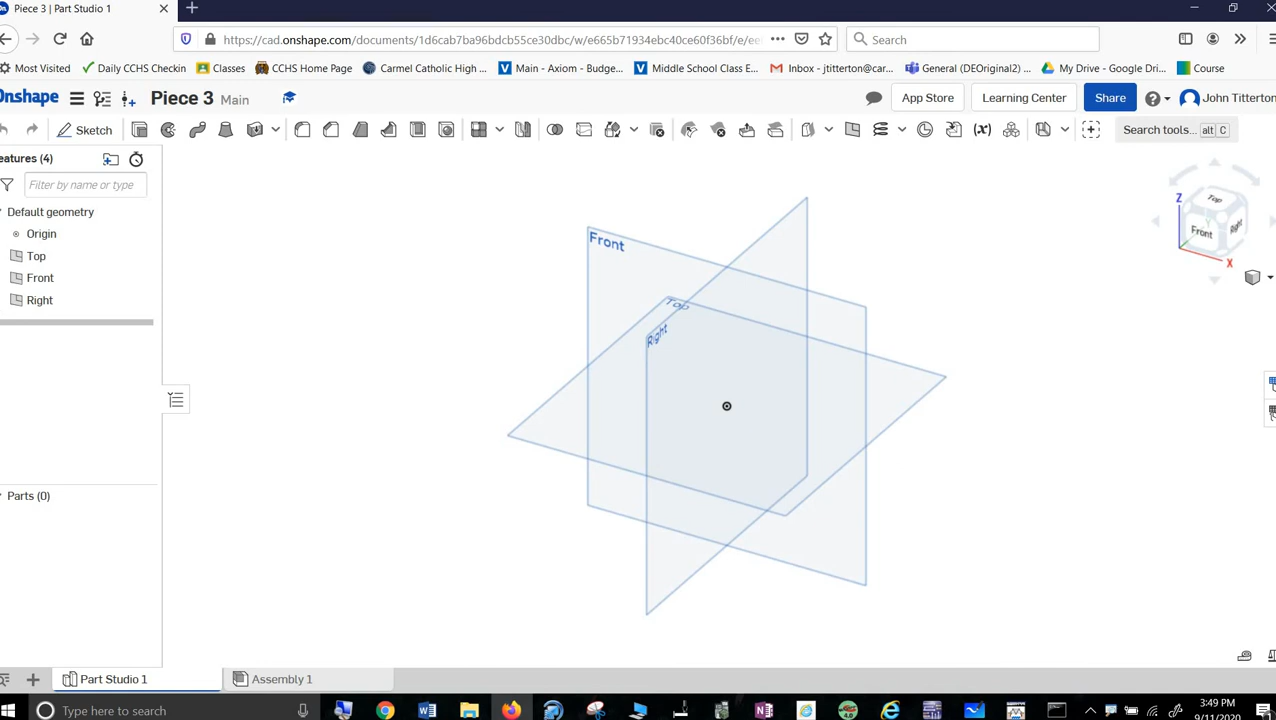 Piece 3 | Part Studio 1
https://cad.onshape.com/documents/1d6cab7ba96bdcb55ce30dbc/w/e665b71934ebc40ce60f36bf/e/ee
Search
Most Visited
Daily CCHS Checkin
Classes
CCHS Home Page
Carmel Catholic High ...
Main - Axiom - Budge...
Middle School Class E...
Inbox - jtitterton@car...
General (DEOriginal2) ...
My Drive - Google Dri...
Course
Onshape
Piece 3 Main
App Store
Learning Center
Share
John Titterton
Sketch
(x)
Search tools... alt C
eatures (4)
Filter by name or type
Default geometry
Origin
Top
Front
Right
Parts (0)
Front
Top
Right
Top
Front
Right
Z
X
Part Studio 1
Assembly 1
Type here to search
4.0
3:49 PM
9/11/2020